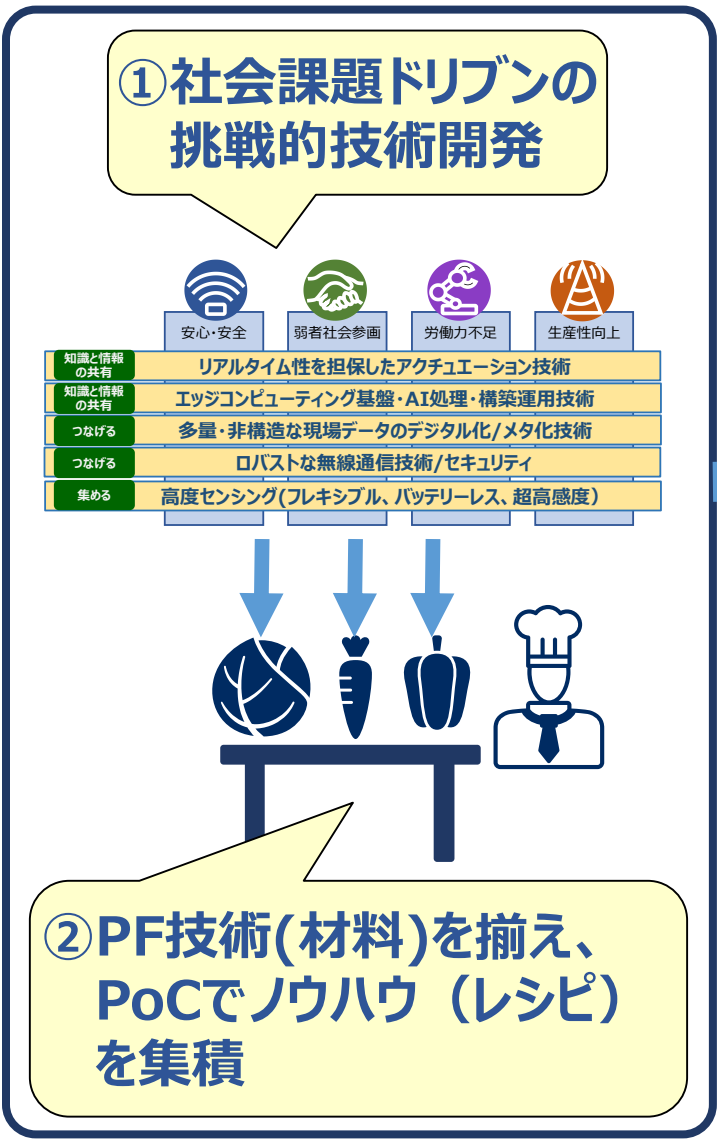 ①社会課題ドリブンの
挑戦的技術開発
安心・安全
弱者社会参画
労働力不足
生産性向上
知識と情報
の共有
リアルタイム性を担保したアクチュエーション技術
知識と情報
の共有
エッジコンピューティング基盤・AI処理・構築運用技術
つなげる
多量・非構造な現場データのデジタル化/メタ化技術
つなげる
ロバストな無線通信技術/セキュリティ
集める
高度センシング(フレキシブル、バッテリーレス、超高感度）
②PF技術(材料)を揃え、
PoCでノウハウ（レシピ）
を集積